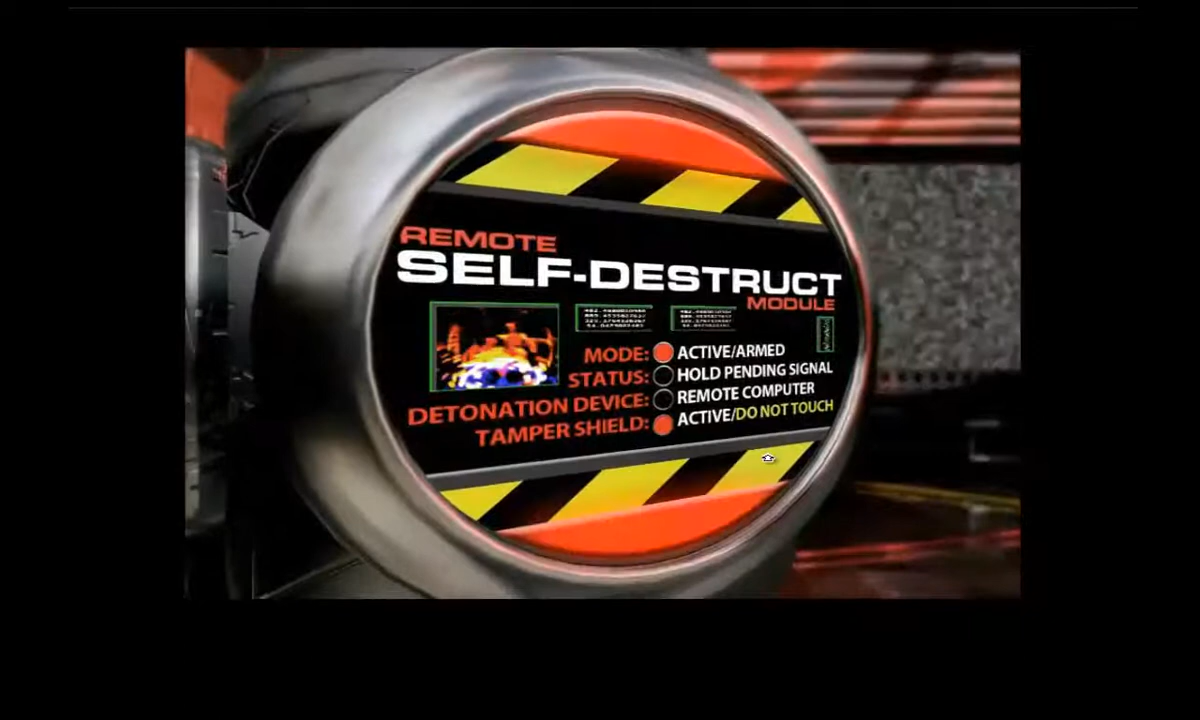 REMOTE
SELF-DESTRUCT
MODULE
MODE: ACTIVE/ARMED
STATUS: HOLD PENDING SIGNAL
DETONATION DEVICE: REMOTE COMPUTER
TAMPER SHIELD: ACTIVE/DO NOT TOUCH